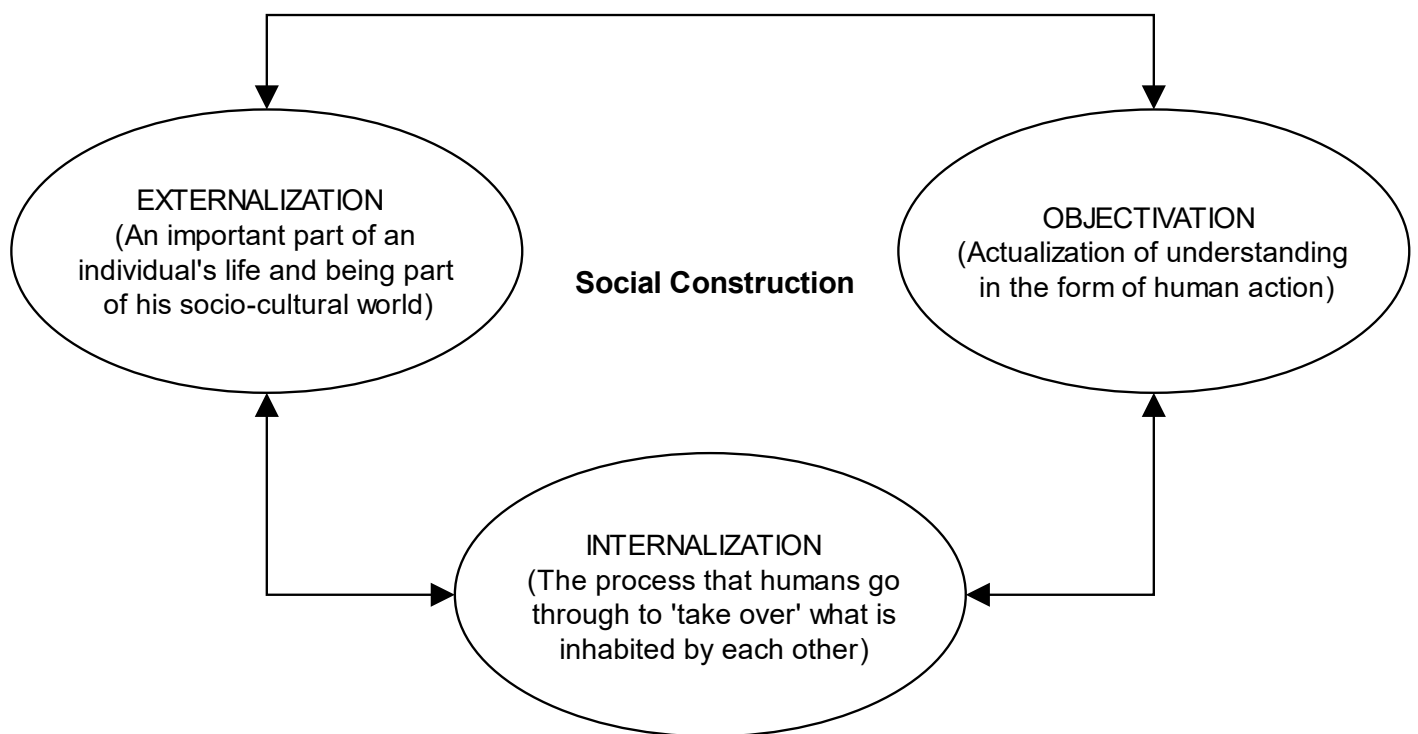 EXTERNALIZATION
(An important part of an
individual's life and being part
of his socio-cultural world)
Social Construction
OBJECTIVATION
(Actualization of understanding
in the form of human action)
INTERNALIZATION
(The process that humans go
through to 'take over' what is
inhabited by each other)